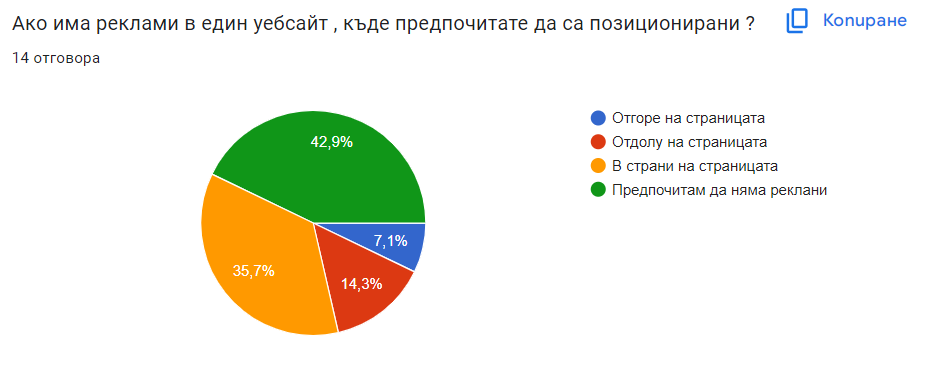 Ако има реклами в един уебсайт , къде предпочитате да са позиционирани ?
Копиране
14 отговора
42,9%
7,1%
35,7%
14,3%
Отгоре на страницата
Отдолу на страницата
В страни на страницата
Предпочитам да няма реклани